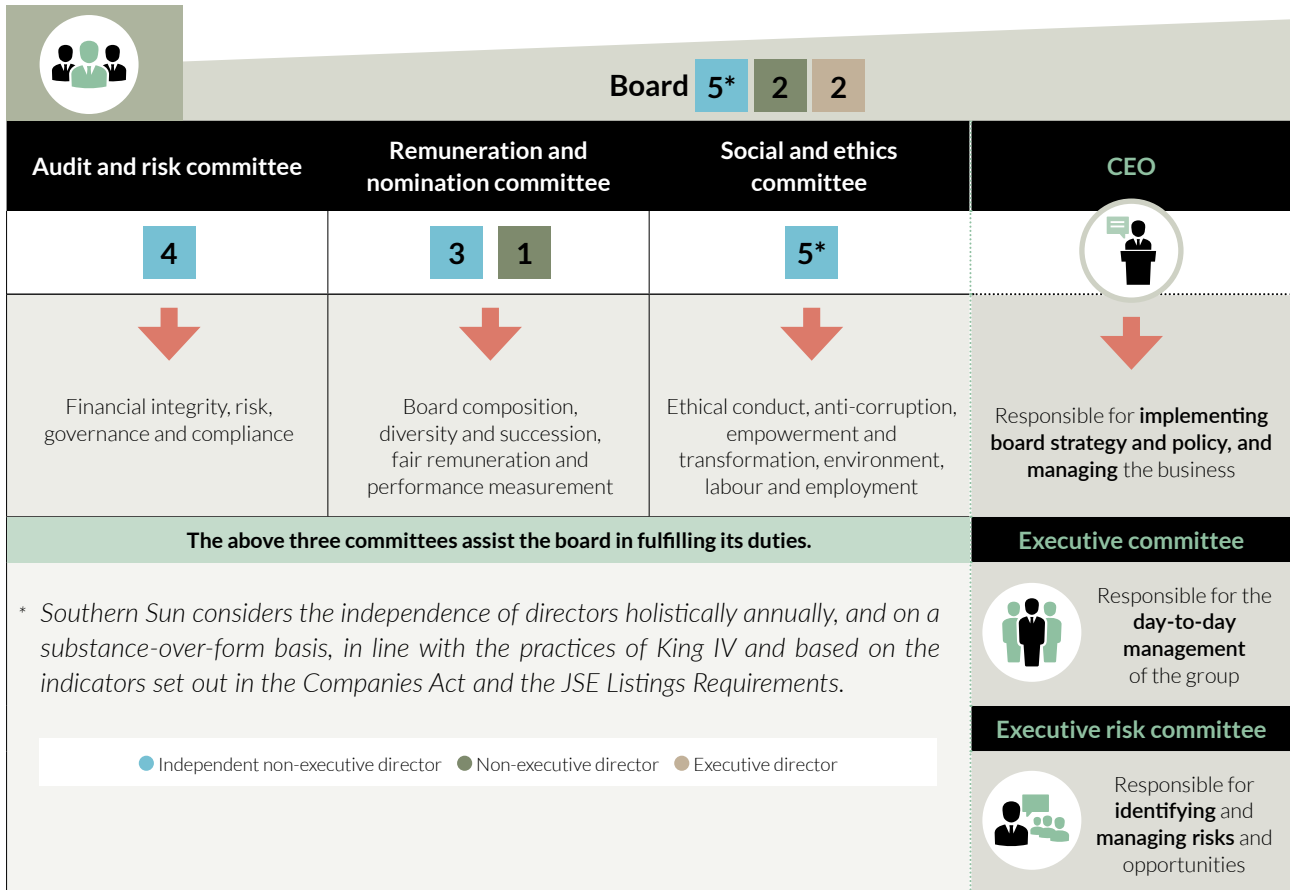 Board 5* 2 2
Audit and risk committee
Remuneration and
nomination committee
Social and ethics
committee
CEO
4
3 1
5*
Financial integrity, risk,
governance and compliance
Board composition,
diversity and succession,
fair remuneration and
performance measurement
Ethical conduct, anti-corruption,
empowerment and
transformation, environment,
labour and employment
Responsible for implementing
board strategy and policy, and
managing the business
The above three committees assist the board in fulfilling its duties.
* Southern Sun considers the independence of directors holistically annually, and on a
substance-over-form basis, in line with the practices of King IV and based on the
indicators set out in the Companies Act and the JSE Listings Requirements.
Independent non-executive director Non-executive director Executive director
Executive committee
Responsible for the
day-to-day
management
of the group
Executive risk committee
Responsible for
identifying and
managing risks and
opportunities